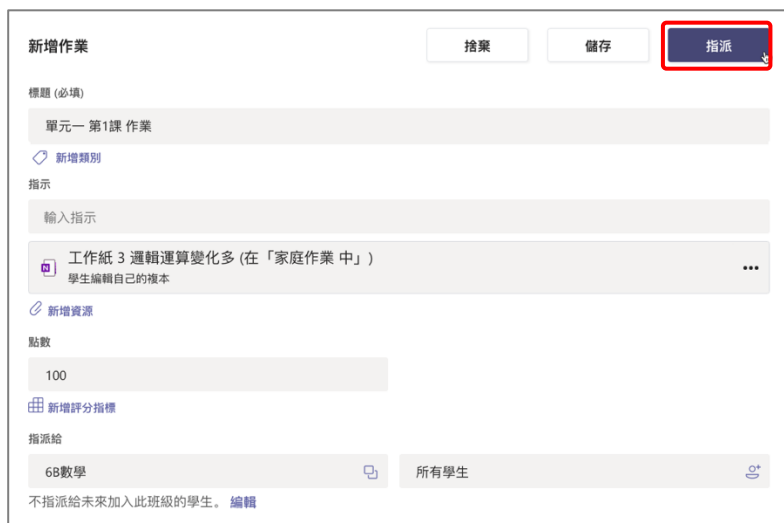 新增作業
捨棄
儲存
指派
標題 (必填)
單元一 第1課 作業
新增類別
指示
輸入指示
工作紙 3 邏輯運算變化多 (在「家庭作業 中」)
學生編輯自己的複本
新增資源
點數
100
新增評分指標
指派給
6B數學
所有學生
不指派給未來加入此班級的學生。 編輯